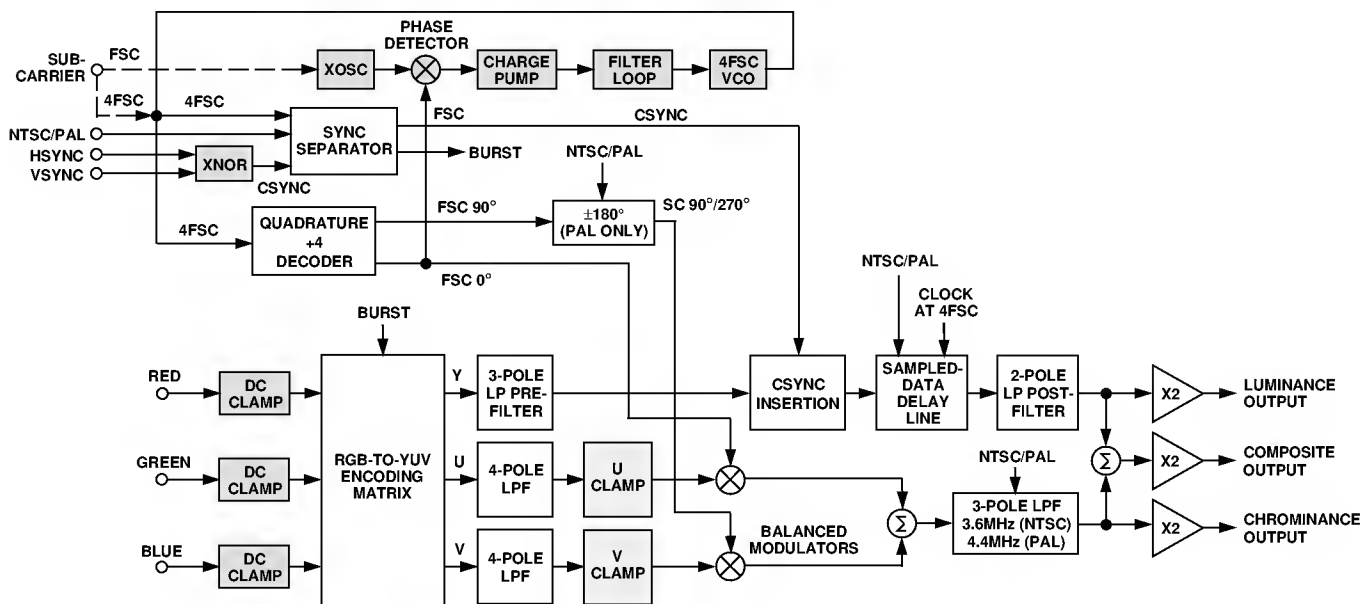 SUB-
CARRIER
FSC
XOSC
PHASE
DETECTOR
CHARGE
PUMP
FILTER
LOOP
4FSC
VCO
4FSC
4FSC
NTSC/PAL
HSYNC
VSYNC
XNOR
CSYNC
SYNC
SEPARATOR
FSC
CSYNC
BURST
NTSC/PAL
4FSC
QUADRATURE
+4
DECODER
FSC 90°
±180°
(PAL ONLY)
SC 90°/270°
FSC 0°
NTSC/PAL
CLOCK
AT 4FSC
BURST
RED
DC
CLAMP
GREEN
DC
CLAMP
BLUE
DC
CLAMP
RGB-TO-YUV
ENCODING
MATRIX
Y
3-POLE
LP PRE-
FILTER
CSYNC
INSERTION
SAMPLED-
DATA
DELAY
LINE
2-POLE
LP POST-
FILTER
X2
LUMINANCE
OUTPUT
U
4-POLE
LPF
U
CLAMP
Σ
X2
COMPOSITE
OUTPUT
NTSC/PAL
V
4-POLE
LPF
V
CLAMP
BALANCED
MODULATORS
Σ
3-POLE LPF
3.6MHz (NTSC)
4.4MHz (PAL)
X2
CHROMINANCE
OUTPUT